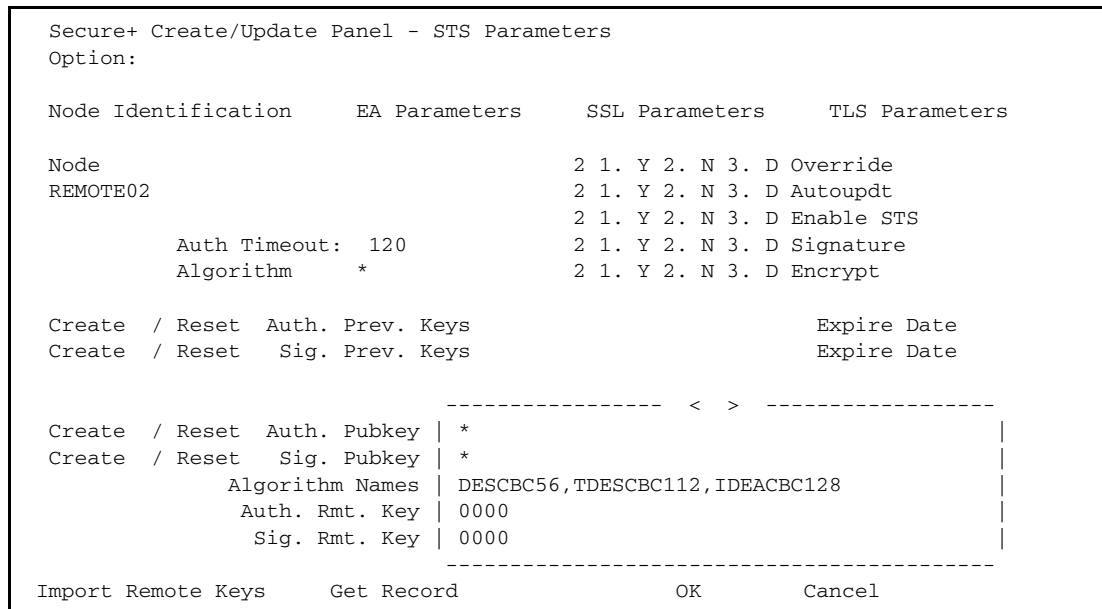 Secure+ Create/Update Panel - STS Parameters
Option:
Node Identification EA Parameters SSL Parameters TLS Parameters
Node 2 1. Y 2. N 3. D Override
REMOTE02 2 1. Y 2. N 3. D Autoupdt
2 1. Y 2. N 3. D Enable STS
Auth Timeout: 120 2 1. Y 2. N 3. D Signature
Algorithm * 2 1. Y 2. N 3. D Encrypt
Create / Reset Auth. Prev. Keys Expire Date
Create / Reset Sig. Prev. Keys Expire Date
----------------- < > ------------------
Create / Reset Auth. Pubkey | * |
Create / Reset Sig. Pubkey | * |
Algorithm Names | DESCBC56,TDESCBC112,IDEACBC128 |
Auth. Rmt. Key | 0000 |
Sig. Rmt. Key | 0000 |
-------------------------------------------
Import Remote Keys Get Record OK Cancel